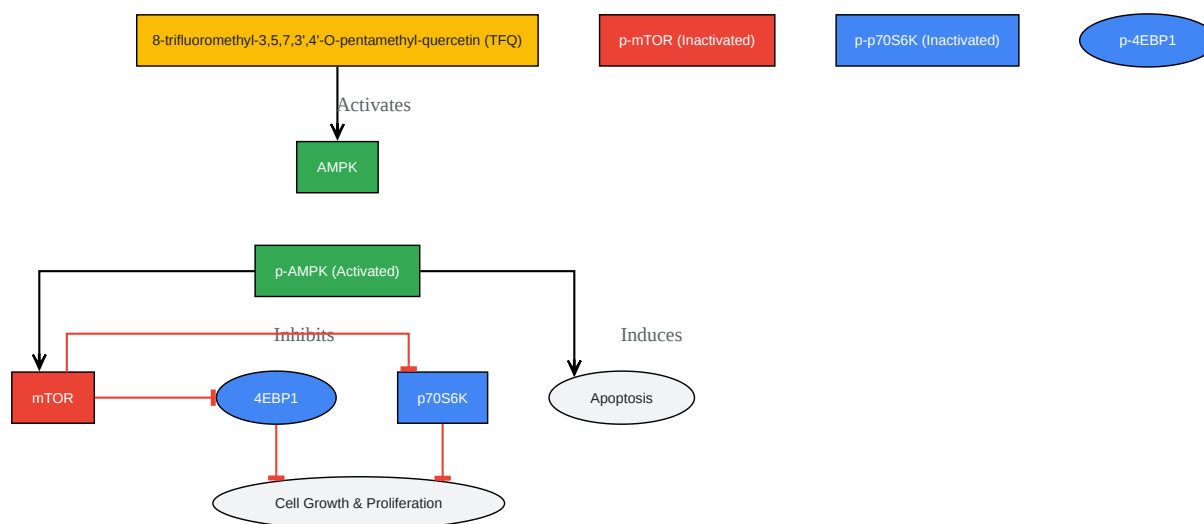 8-trifluoromethyl-3,5,7,3',4'-O-pentamethyl-quercetin (TFQ)
p-mTOR (Inactivated)
p-p70S6K (Inactivated)
p-4EBP1
Activates
AMPK
p-AMPK (Activated)
Inhibits
Induces
mTOR
4EBP1
p70S6K
Apoptosis
Cell Growth & Proliferation